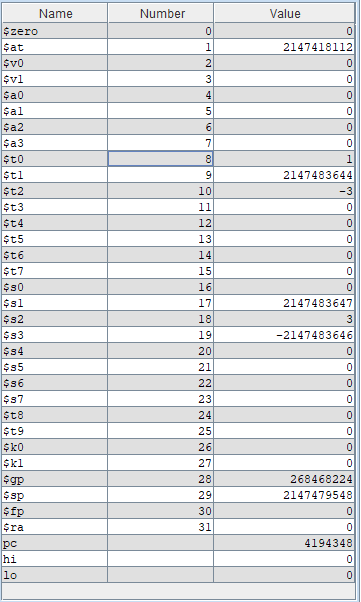 Name Number Value
$zero 0 0
$at 1 2147418112
$v0 2 0
$v1 3 0
$a0 4 0
$a1 5 0
$a2 6 0
$a3 7 0
$t0 8 1
$t1 9 2147483644
$t2 10 -3
$t3 11 0
$t4 12 0
$t5 13 0
$t6 14 0
$t7 15 0
$s0 16 0
$s1 17 2147483647
$s2 18 3
$s3 19 -2147483646
$s4 20 0
$s5 21 0
$s6 22 0
$s7 23 0
$t8 24 0
$t9 25 0
$k0 26 0
$k1 27 0
$gp 28 268468224
$sp 29 2147479548
$fp 30 0
$ra 31 0
pc 4194348
hi 0
lo 0